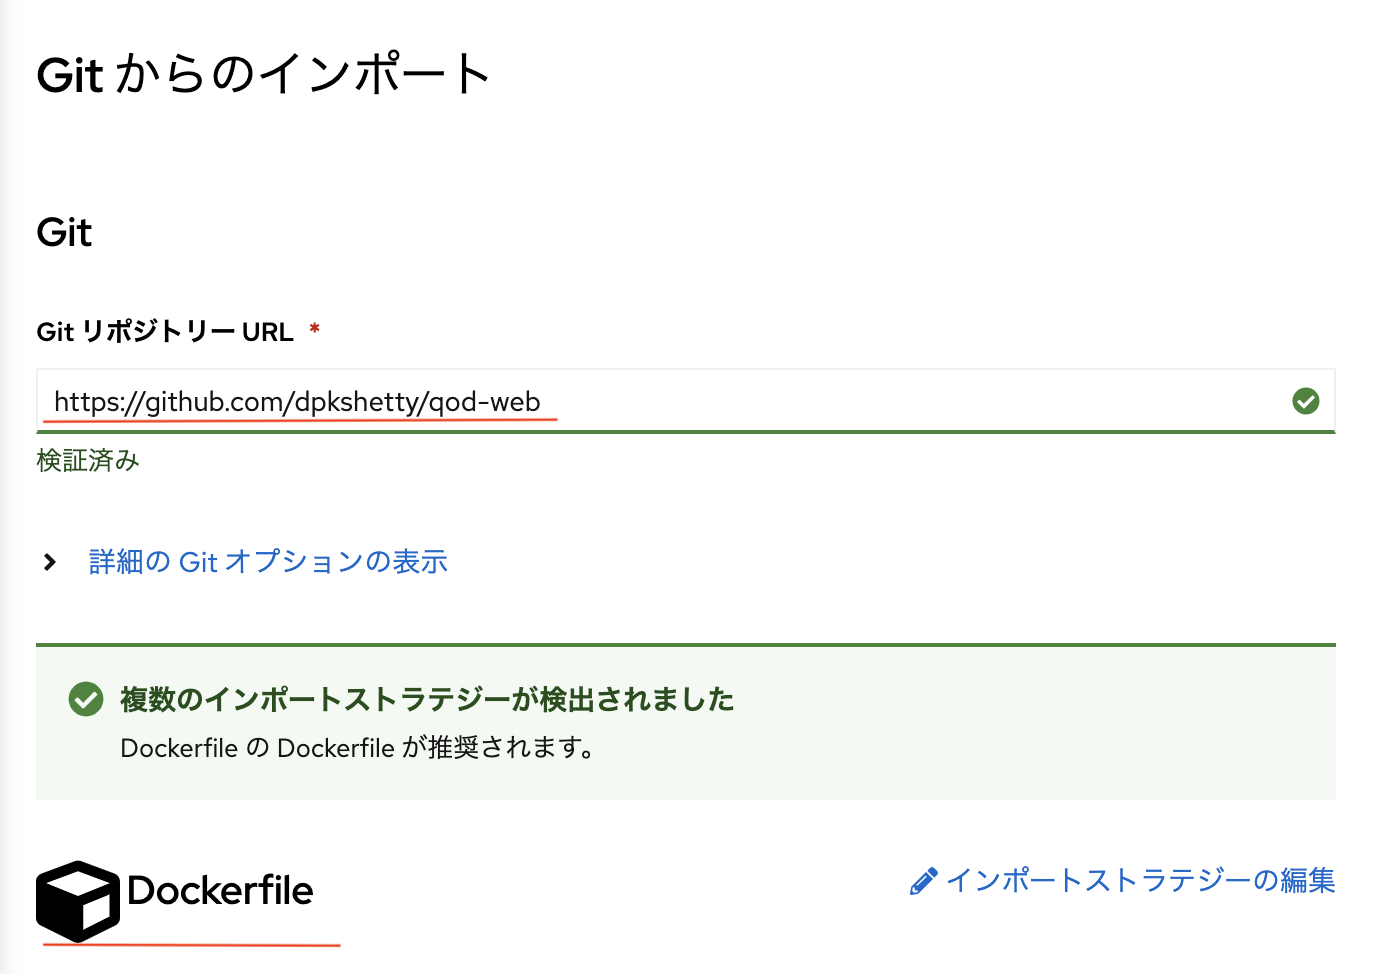 Git からのインポート
Git
Git リポジトリー URL *
https://github.com/dpkshetty/qod-web
検証済み
詳細の Git オプションの表示
複数のインポートストラテジーが検出されました
Dockerfile の Dockerfile が推奨されます。
Dockerfile
インポートストラテジーの編集